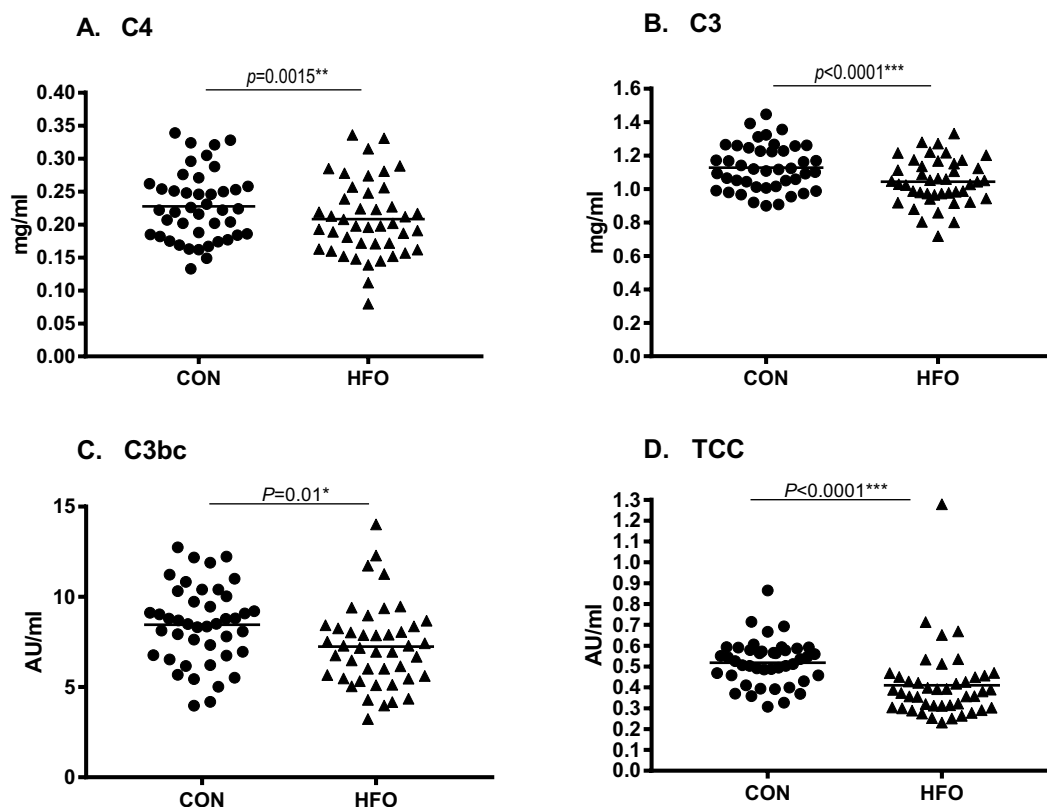 A. C4
p=0.0015**
0.40
0.35
0.30
0.25
0.20
0.15
0.10
0.05
0.00
mg/ml
CON HFO
B. C3
p<0.0001***
1.6
1.4
1.2
1.0
0.8
0.6
0.4
0.2
0.0
mg/ml
CON HFO
C. C3bc
P=0.01*
15
10
5
0
AU/ml
CON HFO
D. TCC
P<0.0001***
1.3
1.2
1.1
1.0
0.9
0.8
0.7
0.6
0.5
0.4
0.3
0.2
0.1
0.0
AU/ml
CON HFO